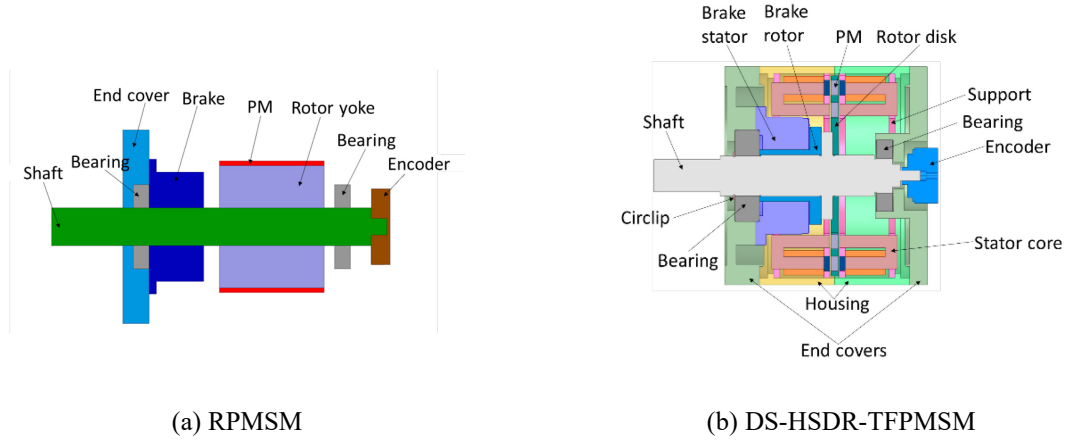 End cover
Brake
PM
Rotor yoke
Bearing
Bearing
Encoder
Shaft
(a) RPMSM
Brake
stator
Brake
rotor
PM
Rotor disk
Support
Shaft
Bearing
Encoder
Circlip
Bearing
Stator core
Housing
End covers
(b) DS-HSDR-TFPMSM